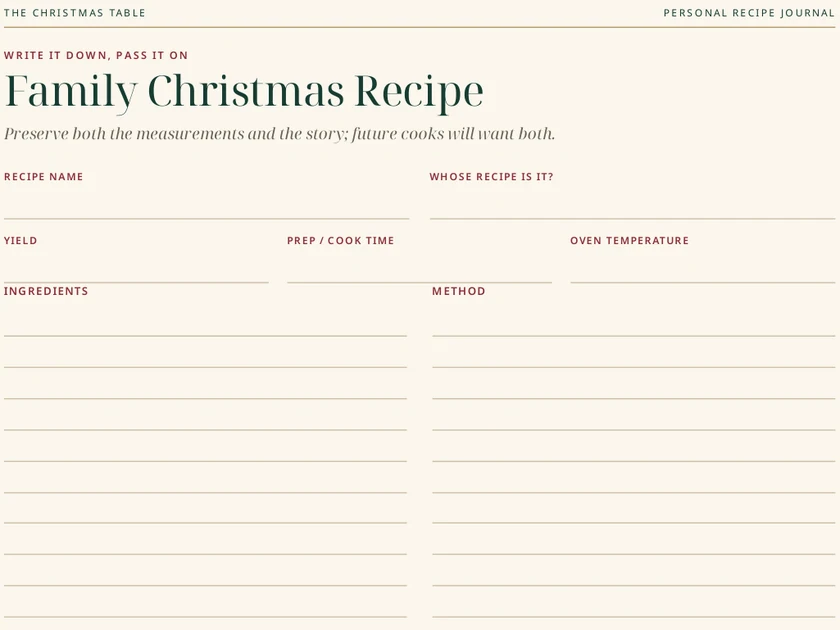 THE CHRISTMAS TABLE
PERSONAL RECIPE JOURNAL
WRITE IT DOWN, PASS IT ON
Family Christmas Recipe
Preserve both the measurements and the story; future cooks will want both.
RECIPE NAME
WHOSE RECIPE IS IT?
YIELD
PREP / COOK TIME
OVEN TEMPERATURE
INGREDIENTS
METHOD